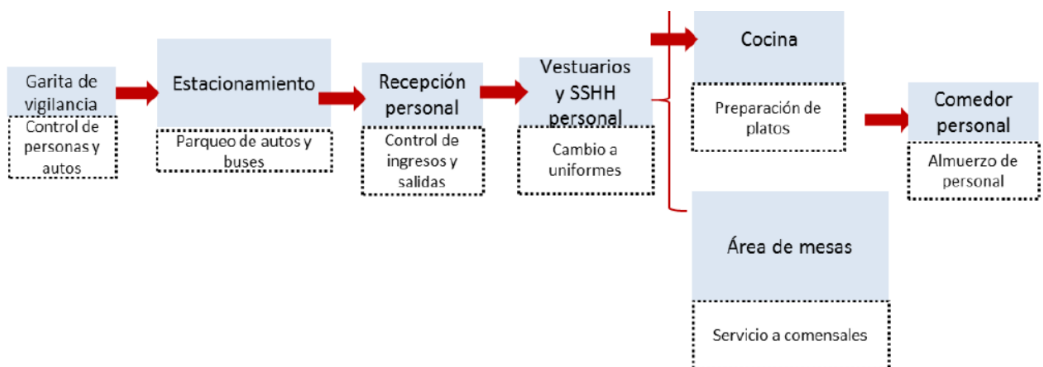 Garita de
vigilancia
Control de
personas y
autos
Estacionamiento
Parqueo de autos y
buses
Recepción
personal
Control de
ingresos y
salidas
Vestuarios
y SSHH
personal
Cambio a
uniformes
Cocina
Preparación de
platos
Comedor
personal
Almuerzo de
personal
Área de mesas
Servicio a comensales